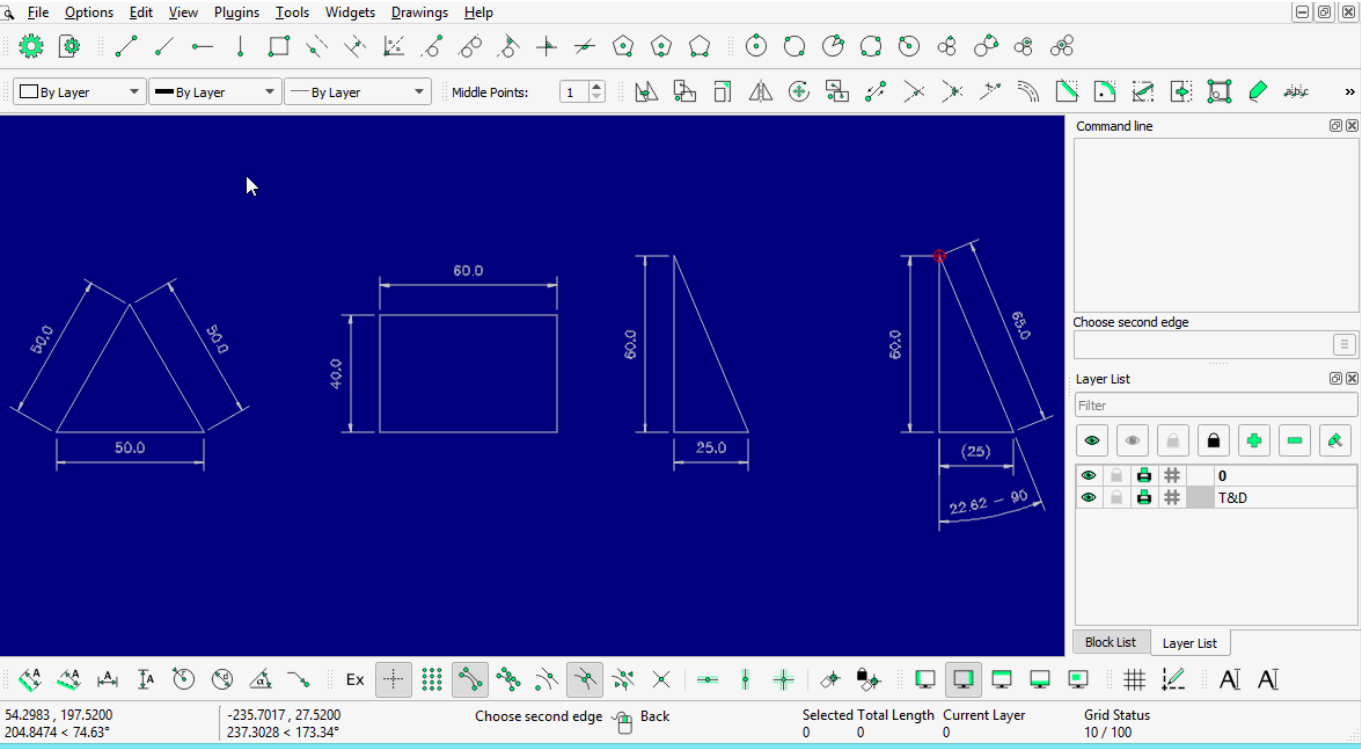 File Options Edit View Plugins Tools Widgets Drawings Help
By Layer By Layer By Layer Middle Points: 1 abc »
Command line
60.0
50.0 50.0 40.0 60.0 60.0 65.0
Choose second edge
Layer List
Filter
50.0 25.0 (25)
0
22.62 - 90 T&D
Block List Layer List
A A A A Ex A A
54.2983 , 197.5200 -235.7017 , 27.5200 Choose second edge Back Selected Total Length Current Layer Grid Status
204.8474 < 74.63° 237.3028 < 173.34° 0 0 0 10 / 100